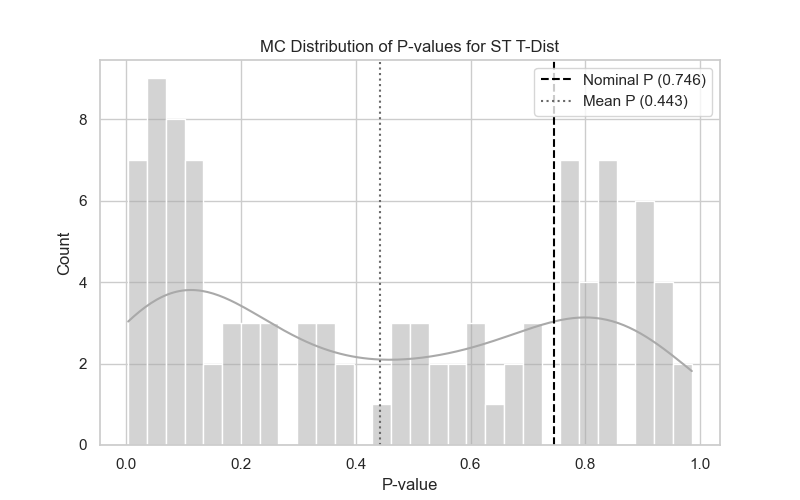 MC Distribution of P-values for ST T-Dist
Nominal P (0.746)
Mean P (0.443)
Count
8
6
4
2
0
0.0 0.2 0.4 0.6 0.8 1.0
P-value